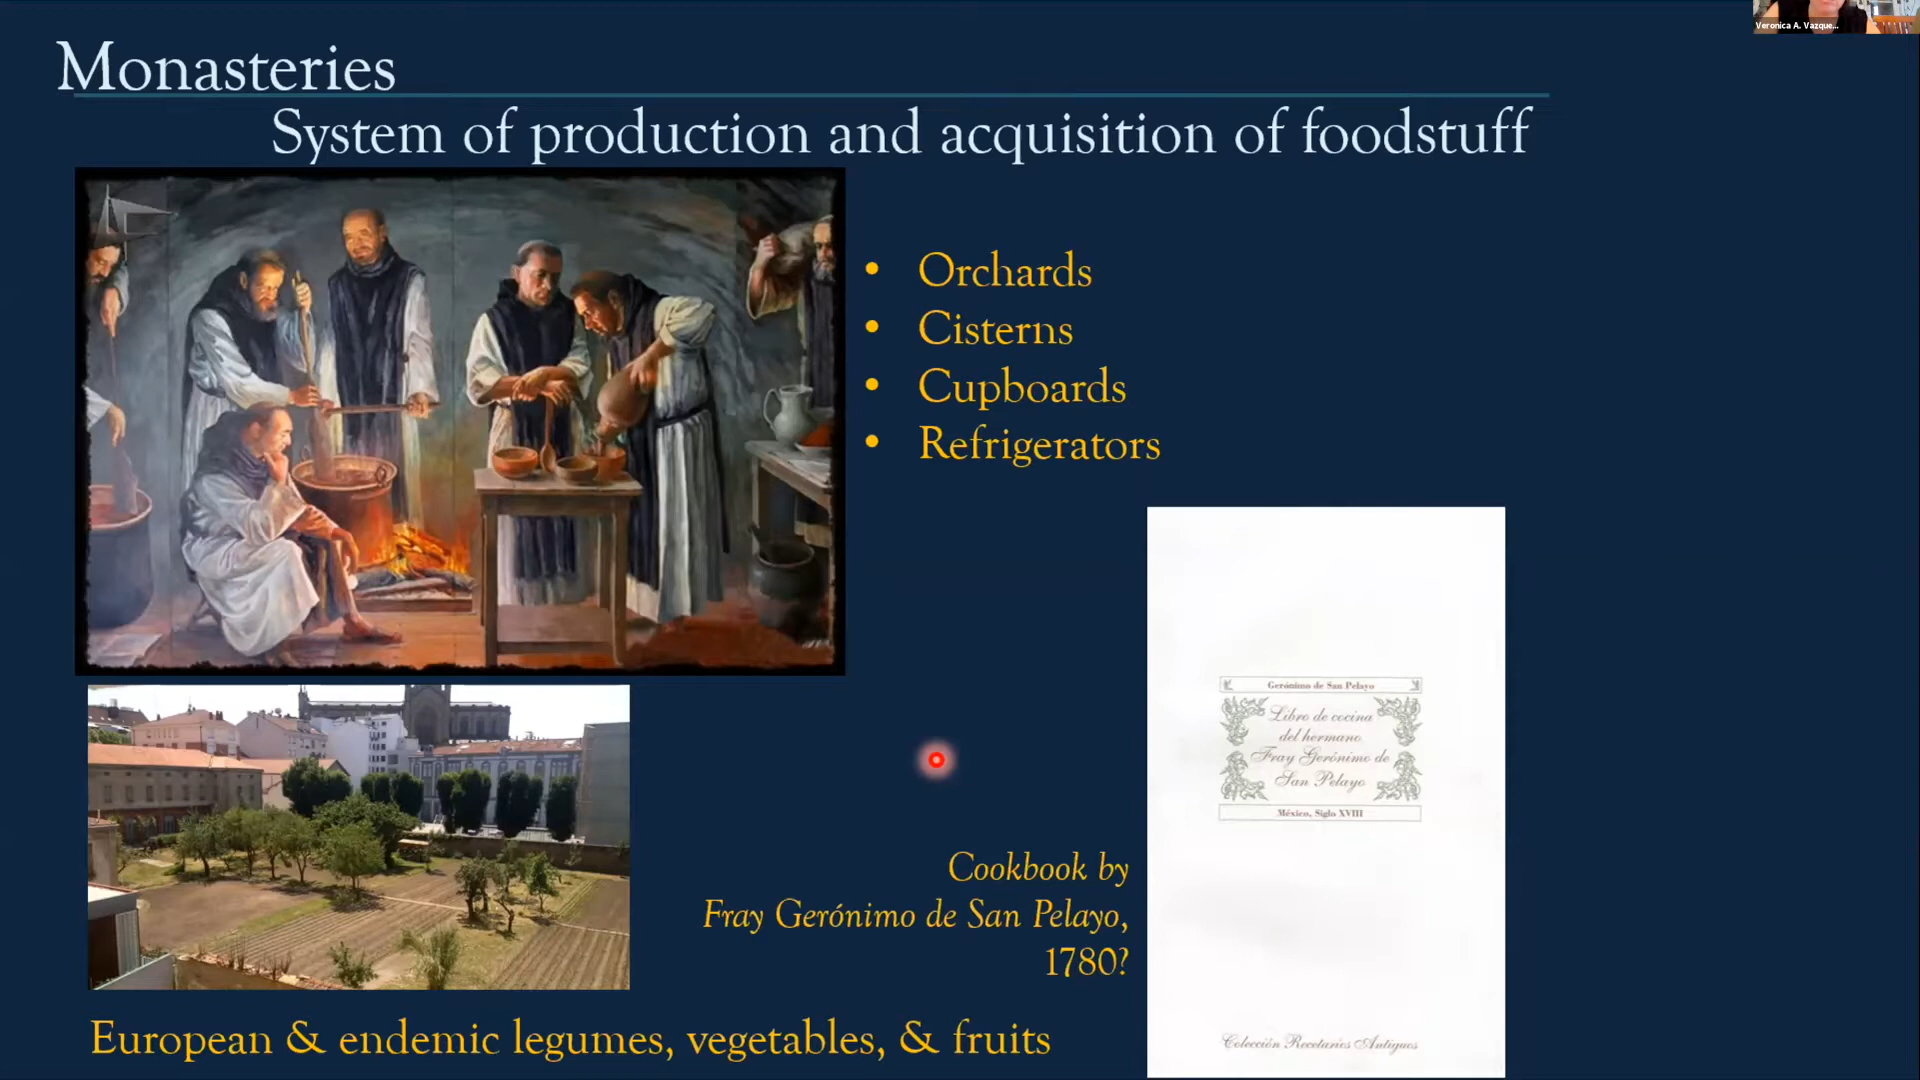 Veronica A. Vazque...
Monasteries
System of production and acquisition of foodstuff
• Orchards
• Cisterns
• Cupboards
• Refrigerators
Gerónimo de San Pelayo
Libro de cocina
del hermano
Fray Gerónimo de
San Pelayo
México, Siglo XVIII
Colección Recetarios Antiguos
Cookbook by
Fray Gerónimo de San Pelayo,
1780?
European & endemic legumes, vegetables, & fruits